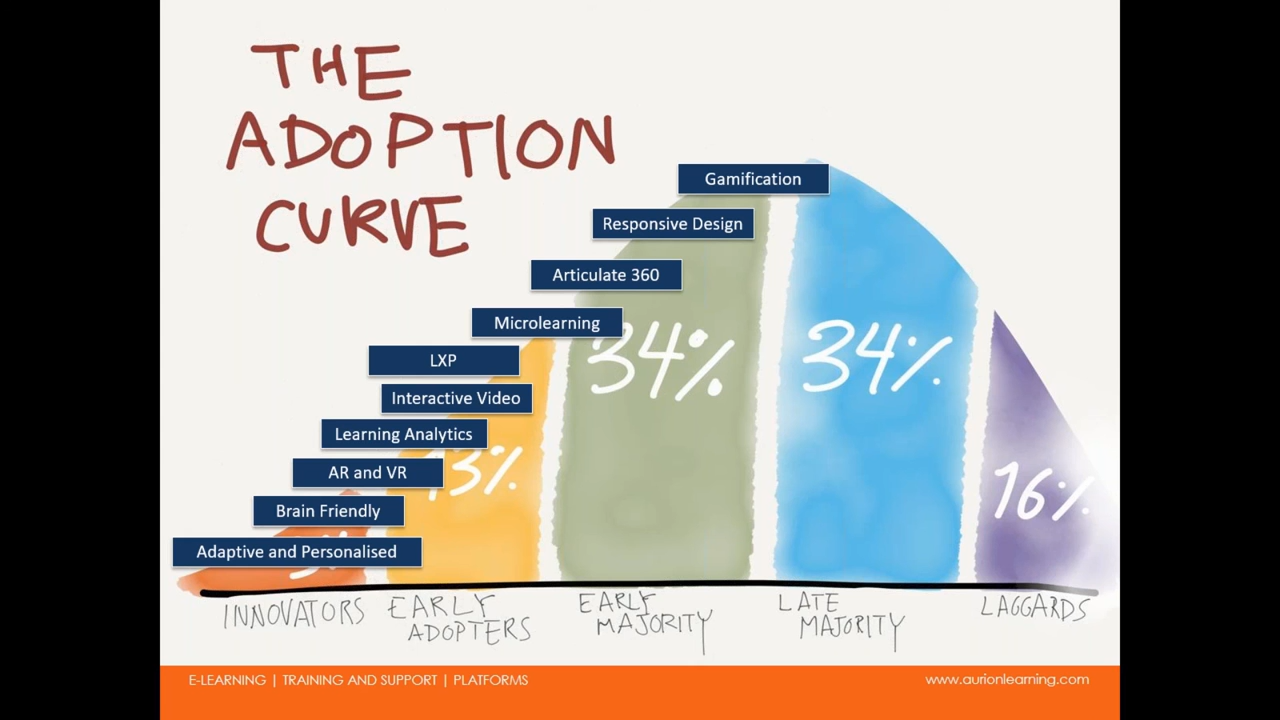 THE
ADOPTION
CURVE
Gamification
Responsive Design
Articulate 360
Microlearning
LXP
Interactive Video
Learning Analytics
AR and VR
Brain Friendly
Adaptive and Personalised
34%
34%
13%
16%
INNOVATORS
EARLY
ADOPTERS
EARLY
MAJORITY
LATE
MAJORITY
LAGGARDS
E-LEARNING | TRAINING AND SUPPORT | PLATFORMS
www.aurionlearning.com